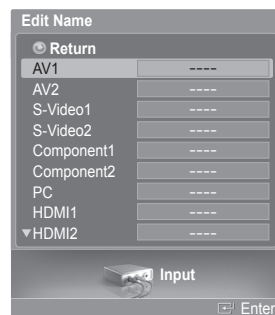 Edit Name
Return
AV1 ----
AV2 ----
S-Video1 ----
S-Video2 ----
Component1 ----
Component2 ----
PC ----
HDMI1 ----
▼HDMI2 ----
Input
Enter